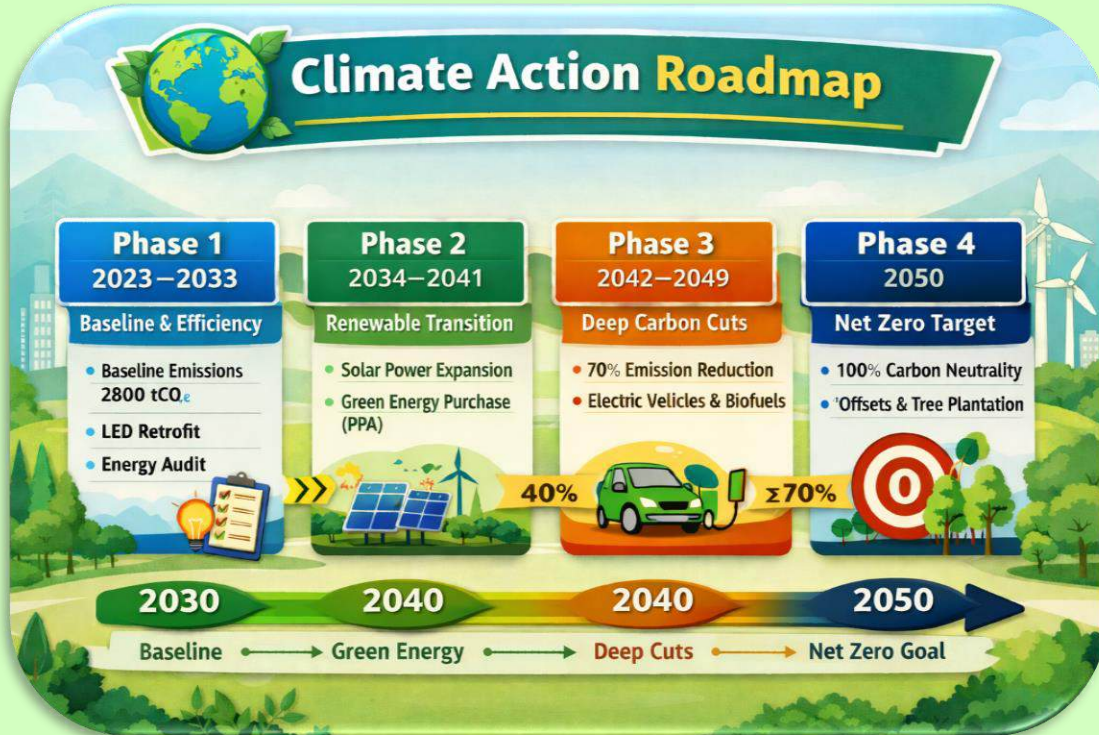 Climate Action Roadmap
Phase 1
2023–2033
Baseline & Efficiency
• Baseline Emissions
2800 tCO,e
• LED Retrofit
• Energy Audit
Phase 2
2034–2041
Renewable Transition
• Solar Power Expansion
• Green Energy Purchase
(PPA)
40%
Phase 3
2042–2049
Deep Carbon Cuts
• 70% Emission Reduction
• Electric Velicles & Biofuels
Σ70%
Phase 4
2050
Net Zero Target
• 100% Carbon Neutrality
• 'Offsets & Tree Plantation
0
2030
2040
2040
2050
Baseline
Green Energy
Deep Cuts
Net Zero Goal